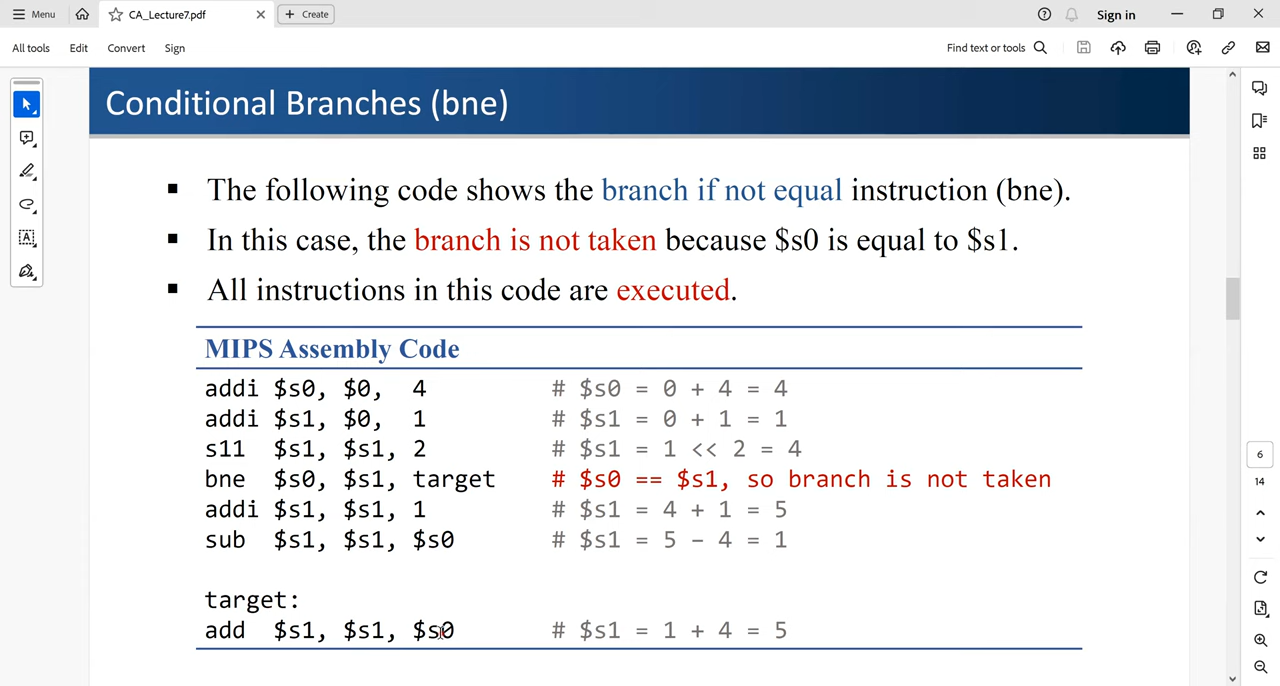 Menu CA_Lecture7.pdf Create Sign in
All tools Edit Convert Sign Find text or tools
Conditional Branches (bne)
▪ The following code shows the branch if not equal instruction (bne).
▪ In this case, the branch is not taken because $s0 is equal to $s1.
▪ All instructions in this code are executed.
MIPS Assembly Code
addi $s0, $0, 4 # $s0 = 0 + 4 = 4
addi $s1, $0, 1 # $s1 = 0 + 1 = 1
s11 $s1, $s1, 2 # $s1 = 1 << 2 = 4
bne $s0, $s1, target # $s0 == $s1, so branch is not taken
addi $s1, $s1, 1 # $s1 = 4 + 1 = 5
sub $s1, $s1, $s0 # $s1 = 5 − 4 = 1
target:
add $s1, $s1, $s0 # $s1 = 1 + 4 = 5
6
14